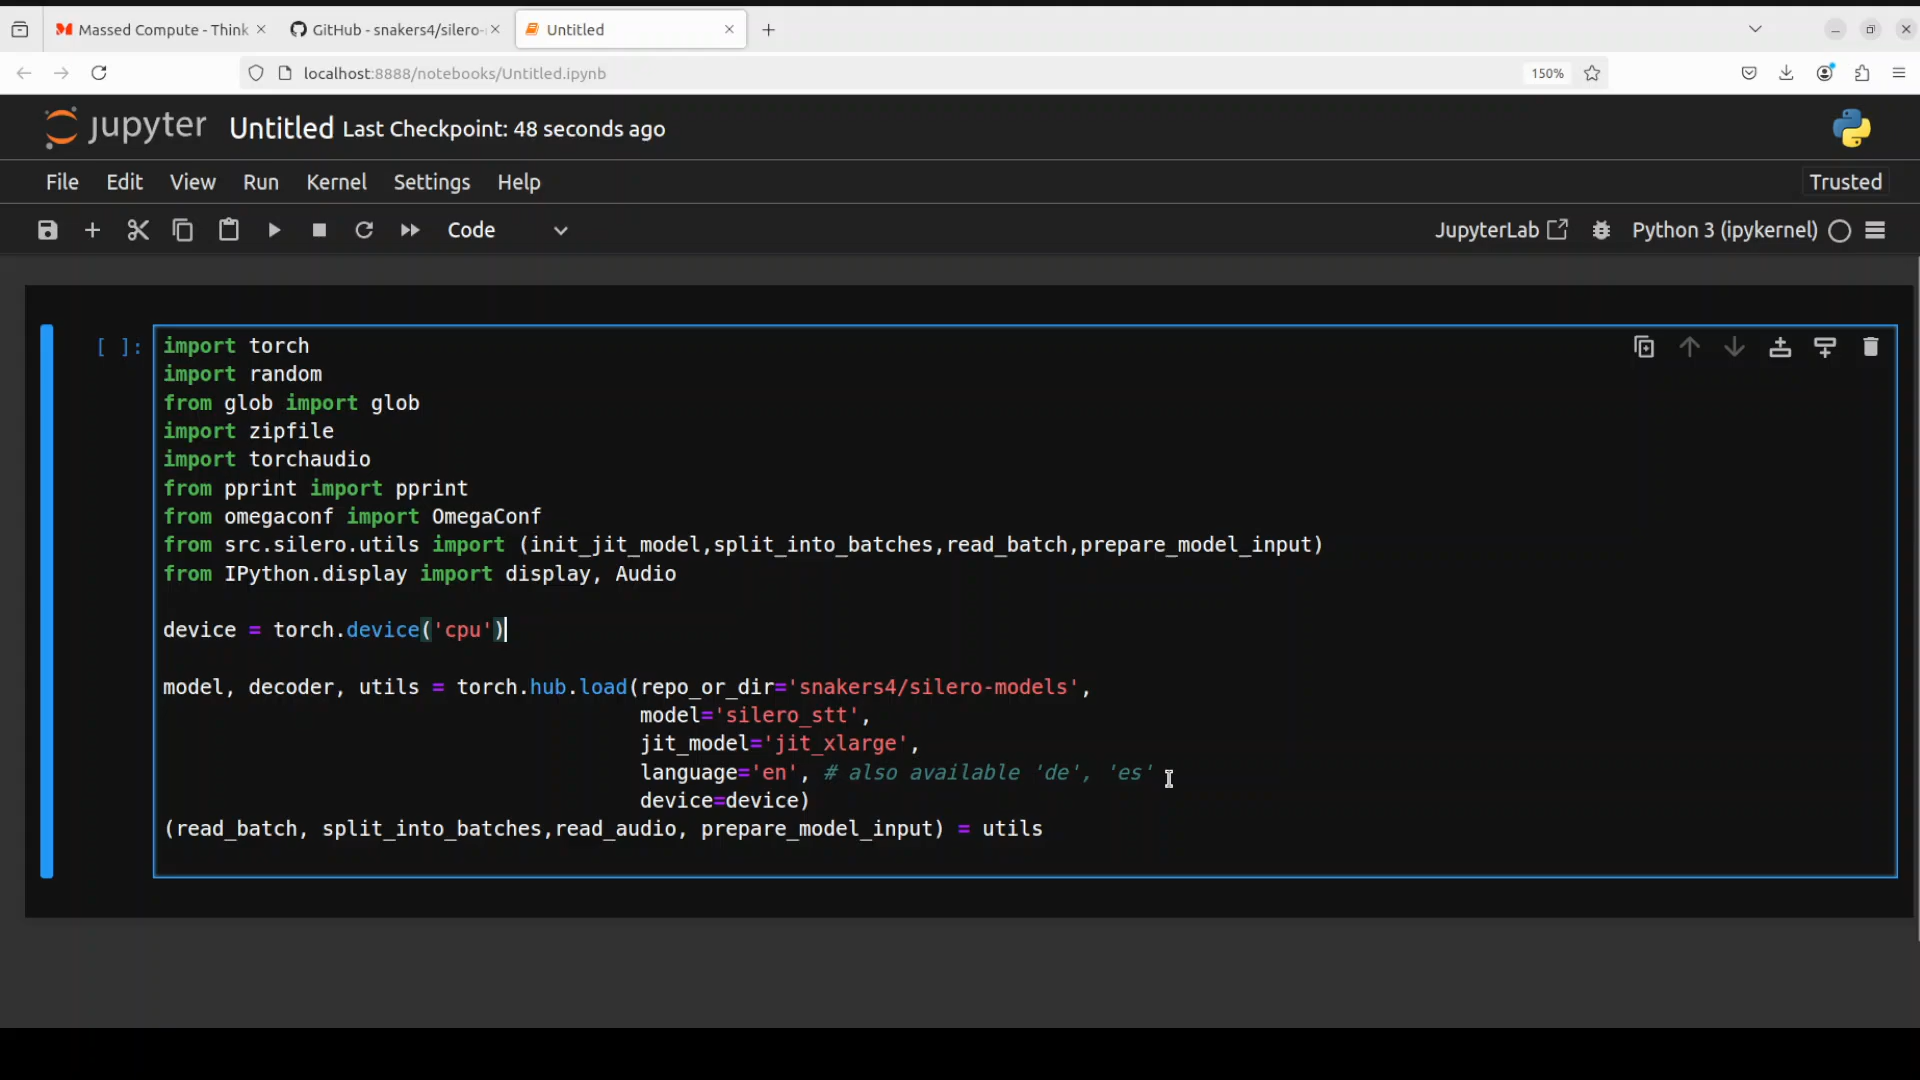 Massed Compute - Think
GitHub - snakers4/silero-
Untitled
localhost:8888/notebooks/Untitled.ipynb
150%
jupyter
Untitled Last Checkpoint: 48 seconds ago
File Edit View Run Kernel Settings Help
Trusted
Code
JupyterLab
Python 3 (ipykernel)
[ ]:
import torch
import random
from glob import glob
import zipfile
import torchaudio
from pprint import pprint
from omegaconf import OmegaConf
from src.silero.utils import (init_jit_model,split_into_batches,read_batch,prepare_model_input)
from IPython.display import display, Audio
device = torch.device('cpu')
model, decoder, utils = torch.hub.load(repo_or_dir='snakers4/silero-models',
model='silero_stt',
jit_model='jit_xlarge',
language='en', # also available 'de', 'es'
device=device)
(read_batch, split_into_batches,read_audio, prepare_model_input) = utils